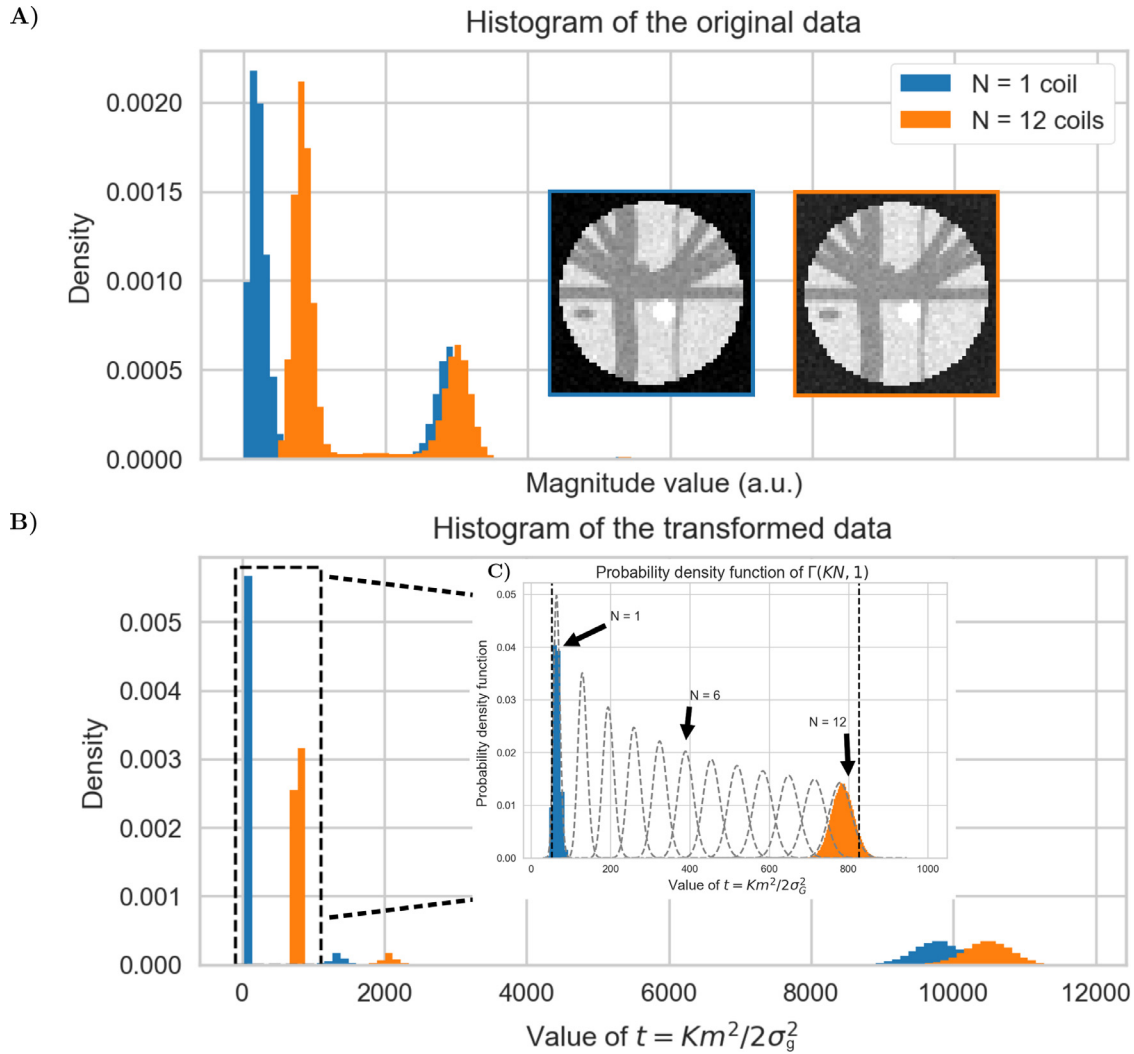 A)
Histogram of the original data
N = 1 coil
N = 12 coils
0.0020
0.0015
0.0010
0.0005
0.0000
Density
Magnitude value (a.u.)
B)
Histogram of the transformed data
0.005
0.004
0.003
0.002
0.001
0.000
Density
C)
Probability density function of Γ(KN, 1)
0.05
0.04
0.03
0.02
0.01
0.00
Probability density function
N = 1
N = 6
N = 12
0 200 400 600 800 1000
Value of t = Km²/2σ_G²
0 2000 4000 6000 8000 10000 12000
Value of t = Km²/2σ_g²